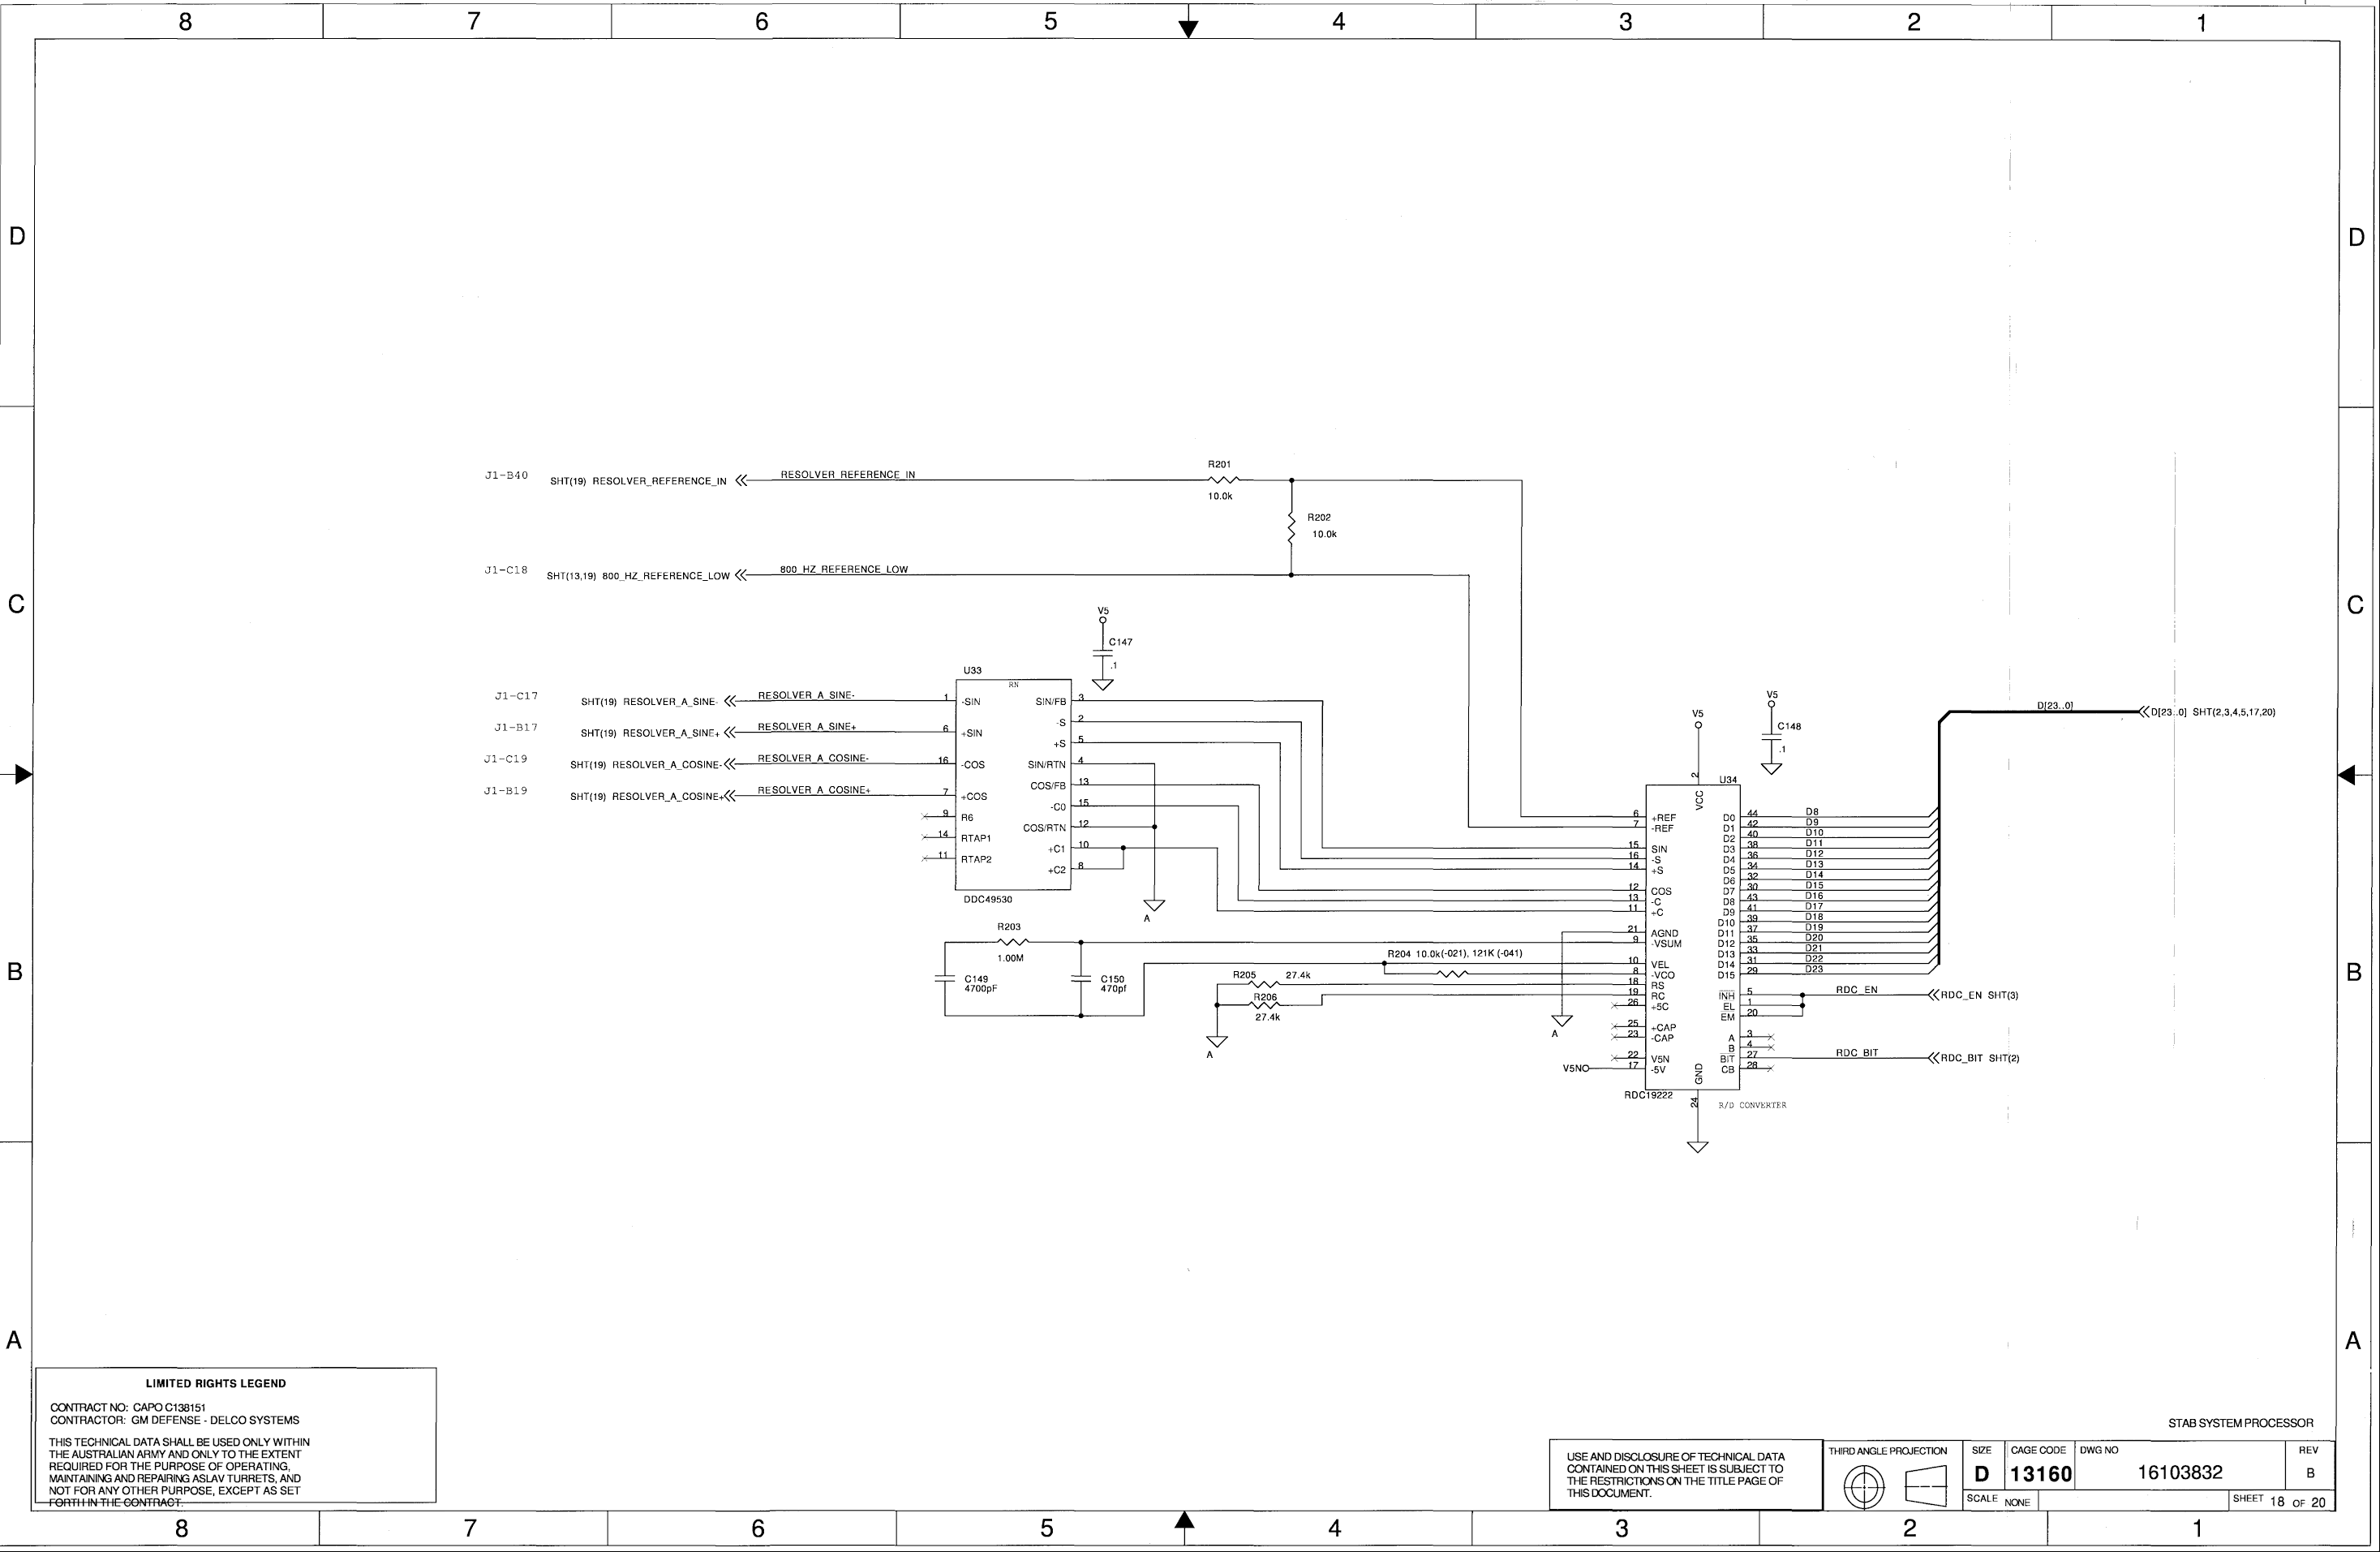 8 7 6 5 4 3 2 1
D D
R201
J1-B40 SHT(19) RESOLVER_REFERENCE_IN RESOLVER_REFERENCE_IN
10.0k
R202
10.0k
J1-C18 SHT(13,19) 800_HZ_REFERENCE_LOW 800_HZ_REFERENCE_LOW
C C
V5
C147
.1
U33
RN
J1-C17 SHT(19) RESOLVER_A_SINE- RESOLVER_A_SINE- 1 -SIN SIN/FB 3
-S 2
J1-B17 SHT(19) RESOLVER_A_SINE+ RESOLVER_A_SINE+ 6 +SIN
+S 5
J1-C19 SHT(19) RESOLVER_A_COSINE- RESOLVER_A_COSINE- 16 -COS SIN/RTN 4
COS/FB 13
J1-B19 SHT(19) RESOLVER_A_COSINE+ RESOLVER_A_COSINE+ 7 +COS
-C0 15
9 R6
COS/RTN 12
14 RTAP1
+C1 10
11 RTAP2
+C2 8
DDC49530
A
V5
V5
C148
.1
D[23..0] D[23..0] SHT(2,3,4,5,17,20)
2
U34
VCC
6 +REF D0 44 D8
7 -REF D1 42 D9
D2 40 D10
15 SIN D3 38 D11
16 -S D4 36 D12
14 +S D5 34 D13
D6 32 D14
12 COS D7 30 D15
13 -C D8 43 D16
11 +C D9 41 D17
D10 39 D18
21 AGND D11 37 D19
9 -VSUM D12 35 D20
D13 33 D21
10 VEL D14 31 D22
8 -VCO D15 29 D23
18 RS
19 RC INH 5 RDC_EN RDC_EN SHT(3)
26 +5C EL 1
EM 20
25 +CAP
23 -CAP A 3
B 4
22 V5N BIT 27 RDC_BIT RDC_BIT SHT(2)
V5NO 17 -5V CB 28
GND
RDC19222
24
R/D CONVERTER
R203
1.00M
C149
4700pF
C150
470pf
R204 10.0k(-021), 121K (-041)
R205 27.4k
R206
27.4k
A
A
B B
A A
LIMITED RIGHTS LEGEND
CONTRACT NO: CAPO C138151
CONTRACTOR: GM DEFENSE - DELCO SYSTEMS
THIS TECHNICAL DATA SHALL BE USED ONLY WITHIN
THE AUSTRALIAN ARMY AND ONLY TO THE EXTENT
REQUIRED FOR THE PURPOSE OF OPERATING,
MAINTAINING AND REPAIRING ASLAV TURRETS, AND
NOT FOR ANY OTHER PURPOSE, EXCEPT AS SET
FORTH IN THE CONTRACT.
USE AND DISCLOSURE OF TECHNICAL DATA
CONTAINED ON THIS SHEET IS SUBJECT TO
THE RESTRICTIONS ON THE TITLE PAGE OF
THIS DOCUMENT.
STAB SYSTEM PROCESSOR
THIRD ANGLE PROJECTION
SIZE
D
CAGE CODE
13160
DWG NO
16103832
REV
B
SCALE NONE
SHEET 18 OF 20
8 7 6 5 4 3 2 1